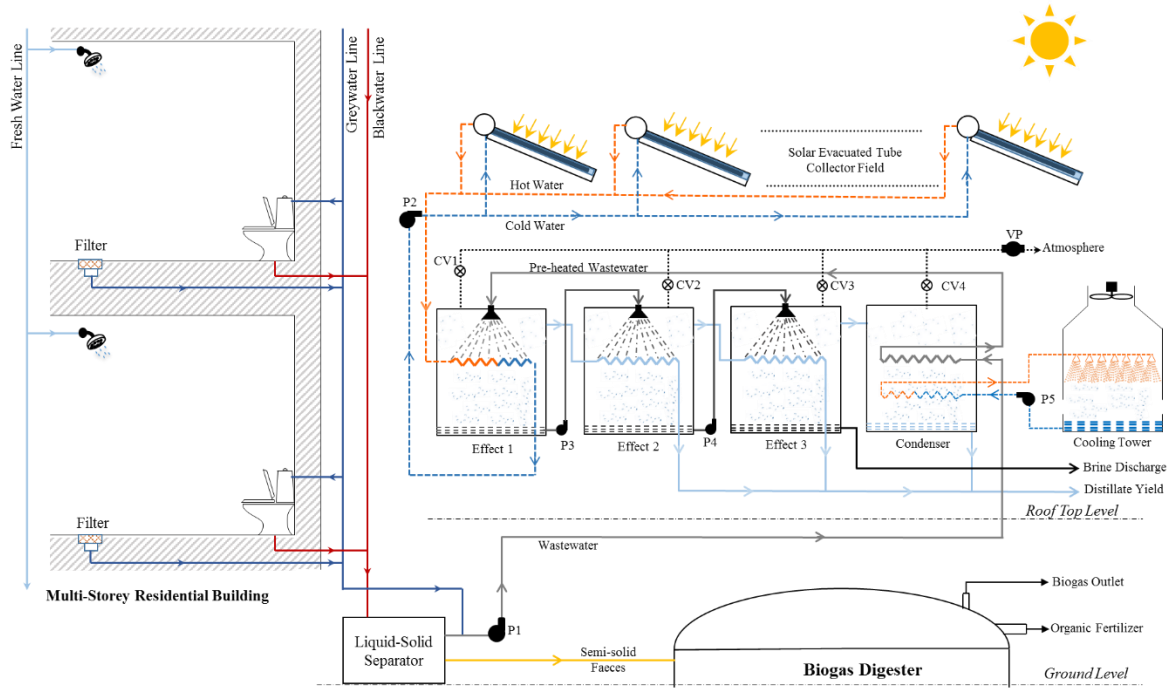 Fresh Water Line
Greywater Line
Blackwater Line
Filter
Filter
Multi-Storey Residential Building
Solar Evacuated Tube
Collector Field
Hot Water
P2
Cold Water
VP
Atmosphere
CV1
Pre-heated Wastewater
CV2
CV3
CV4
P3
P4
P5
Effect 1
Effect 2
Effect 3
Condenser
Cooling Tower
Brine Discharge
Distillate Yield
Roof Top Level
Wastewater
P1
Liquid-Solid
Separator
Semi-solid
Faeces
Biogas Digester
Biogas Outlet
Organic Fertilizer
Ground Level